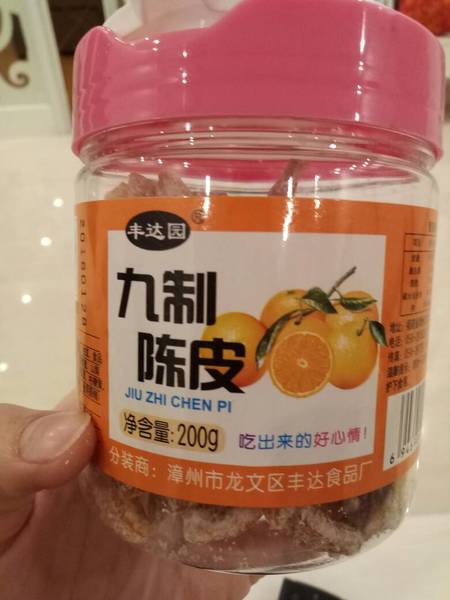 丰达园
九制
陈皮
JIU ZHI CHEN PI
净含量:200g
吃出来的好心情!
分装商:漳州市龙文区丰达食品厂
20180128